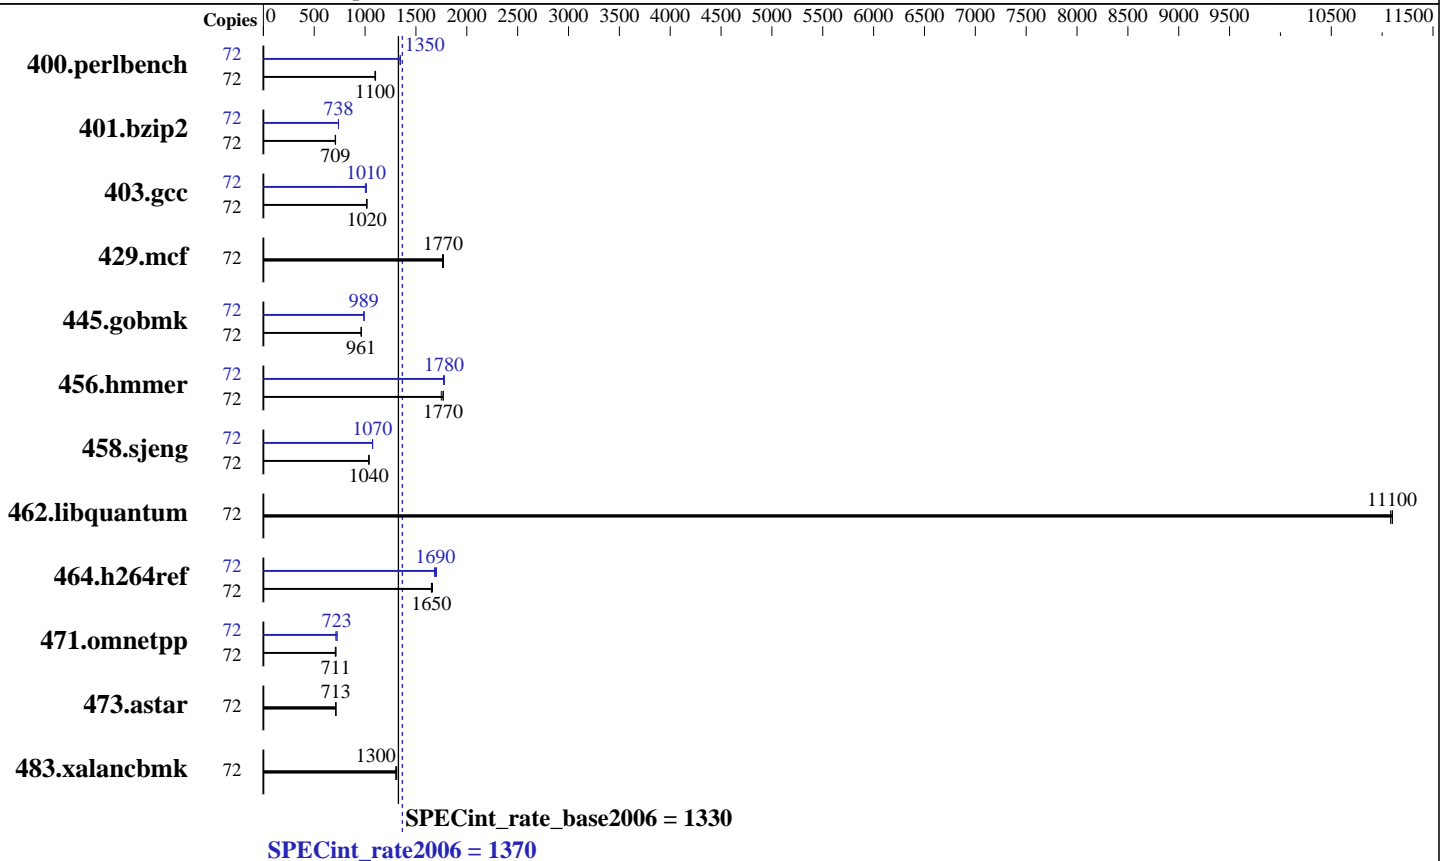 Copies 0 500 1000 1500 2000 2500 3000 3500 4000 4500 5000 5500 6000 6500 7000 7500 8000 8500 9000 9500 10500 11500
400.perlbench 72 1350
72 1100
401.bzip2 72 738
72 709
403.gcc 72 1010
72 1020
429.mcf 72 1770
445.gobmk 72 989
72 961
456.hmmer 72 1780
72 1770
458.sjeng 72 1070
72 1040
462.libquantum 72 11100
464.h264ref 72 1690
72 1650
471.omnetpp 72 723
72 711
473.astar 72 713
483.xalancbmk 72 1300
SPECint_rate_base2006 = 1330
SPECint_rate2006 = 1370